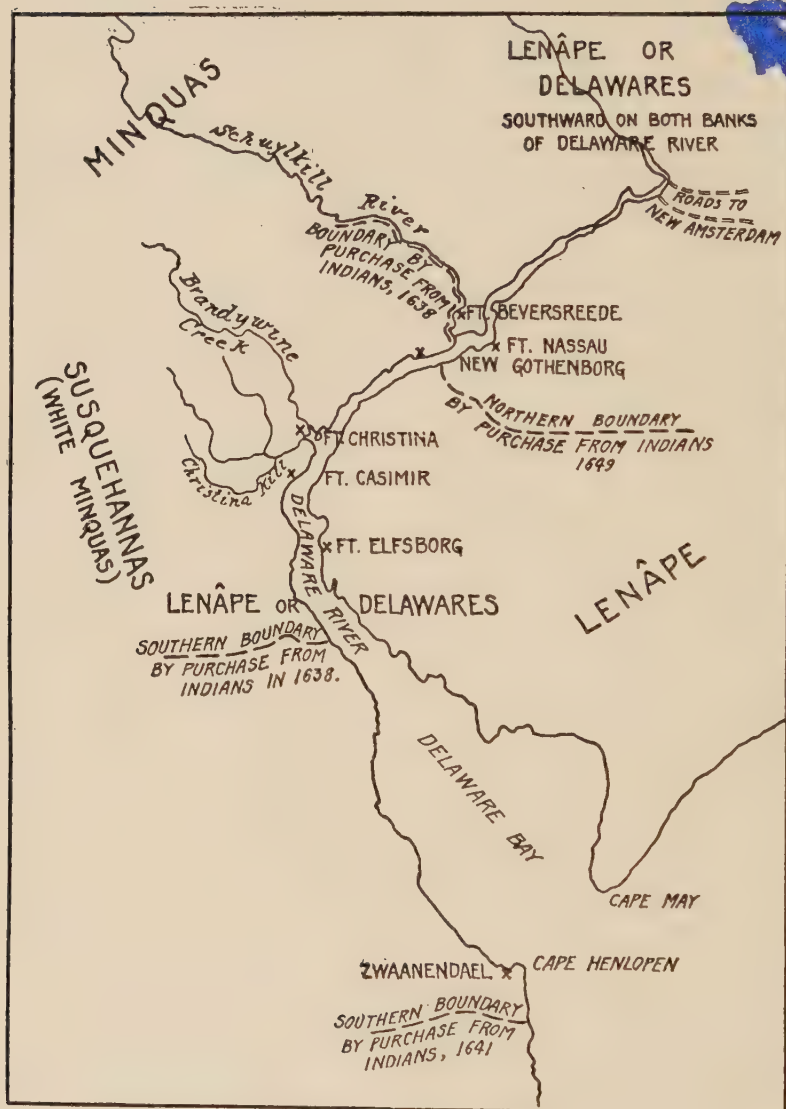 LENÂPE OR
DELAWARES
SOUTHWARD ON BOTH BANKS
OF DELAWARE RIVER
MINQUAS
Schuylkill
River
ROADS TO
NEW AMSTERDAM
BOUNDARY BY
PURCHASE FROM
INDIANS, 1638
Brandywine
Creek
FT. BEVERSREEDE
FT. NASSAU
NEW GOTHENBORG
SUSQUEHANNAS
(WHITE MINQUAS)
NORTHERN BOUNDARY
BY PURCHASE FROM INDIANS
1649
FT. CHRISTINA
Christina Kill
FT. CASIMIR
DELAWARE RIVER
FT. ELFSBORG
LENÂPE
LENÂPE OR DELAWARES
SOUTHERN BOUNDARY
BY PURCHASE FROM
INDIANS IN 1638.
DELAWARE BAY
CAPE MAY
ZWAANENDAEL
CAPE HENLOPEN
SOUTHERN BOUNDARY
BY PURCHASE FROM
INDIANS, 1641